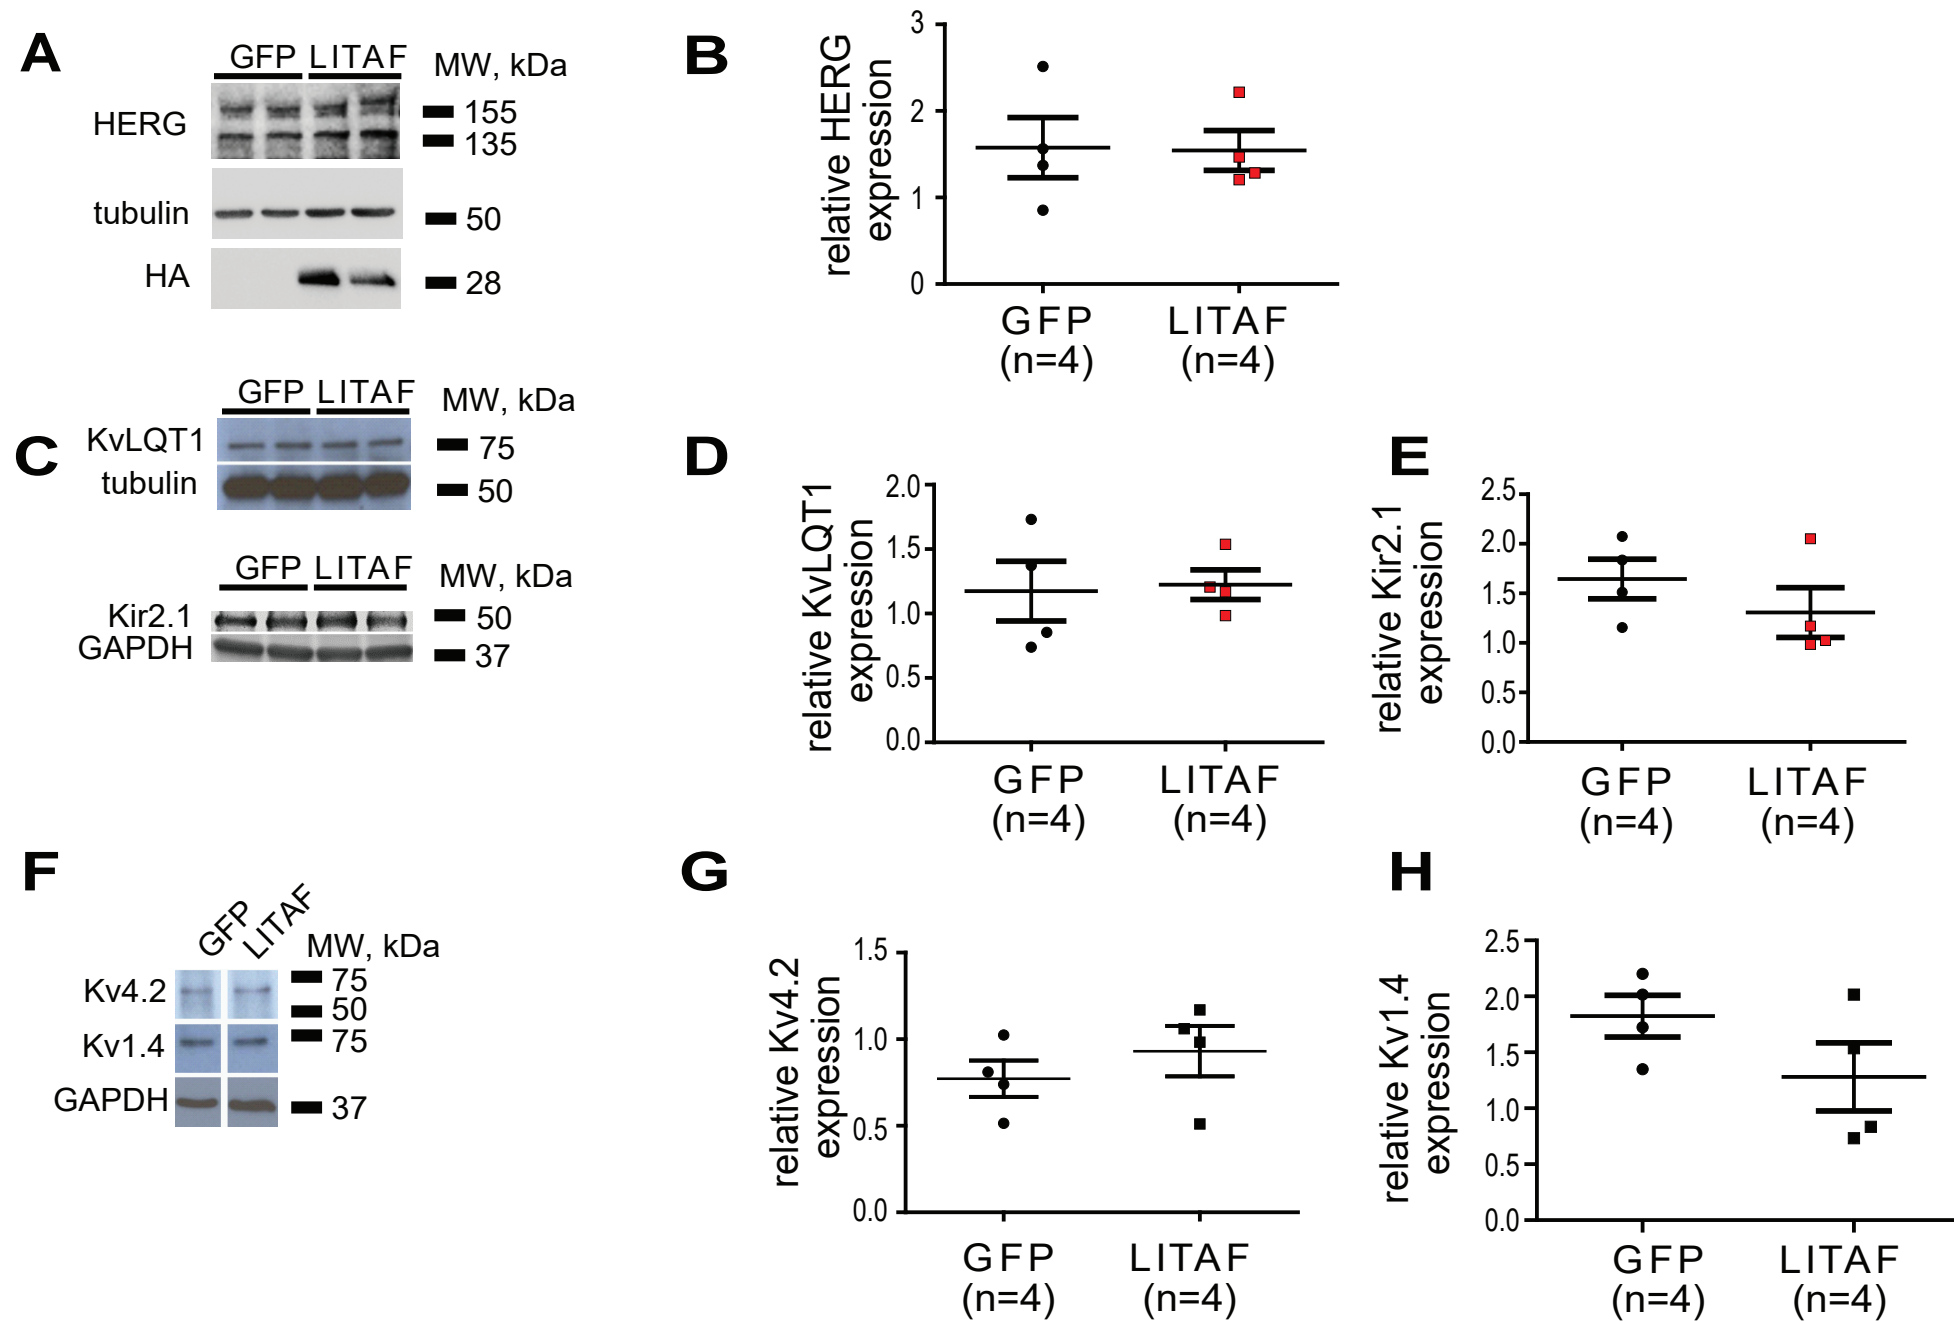 A
GFP LITAF MW, kDa
HERG
155
135
tubulin
50
HA
28
B
relative HERG
expression
3
2
1
0
GFP LITAF
(n=4) (n=4)
C
GFP LITAF MW, kDa
KvLQT1
75
tubulin
50
GFP LITAF MW, kDa
Kir2.1
50
GAPDH
37
D
relative KvLQT1
expression
2.0
1.5
1.0
0.5
0.0
GFP LITAF
(n=4) (n=4)
E
relative Kir2.1
expression
2.5
2.0
1.5
1.0
0.5
0.0
GFP LITAF
(n=4) (n=4)
F
GFP LITAF MW, kDa
Kv4.2
75
50
Kv1.4
75
GAPDH
37
G
relative Kv4.2
expression
1.5
1.0
0.5
0.0
GFP LITAF
(n=4) (n=4)
H
relative Kv1.4
expression
2.5
2.0
1.5
1.0
0.5
0.0
GFP LITAF
(n=4) (n=4)